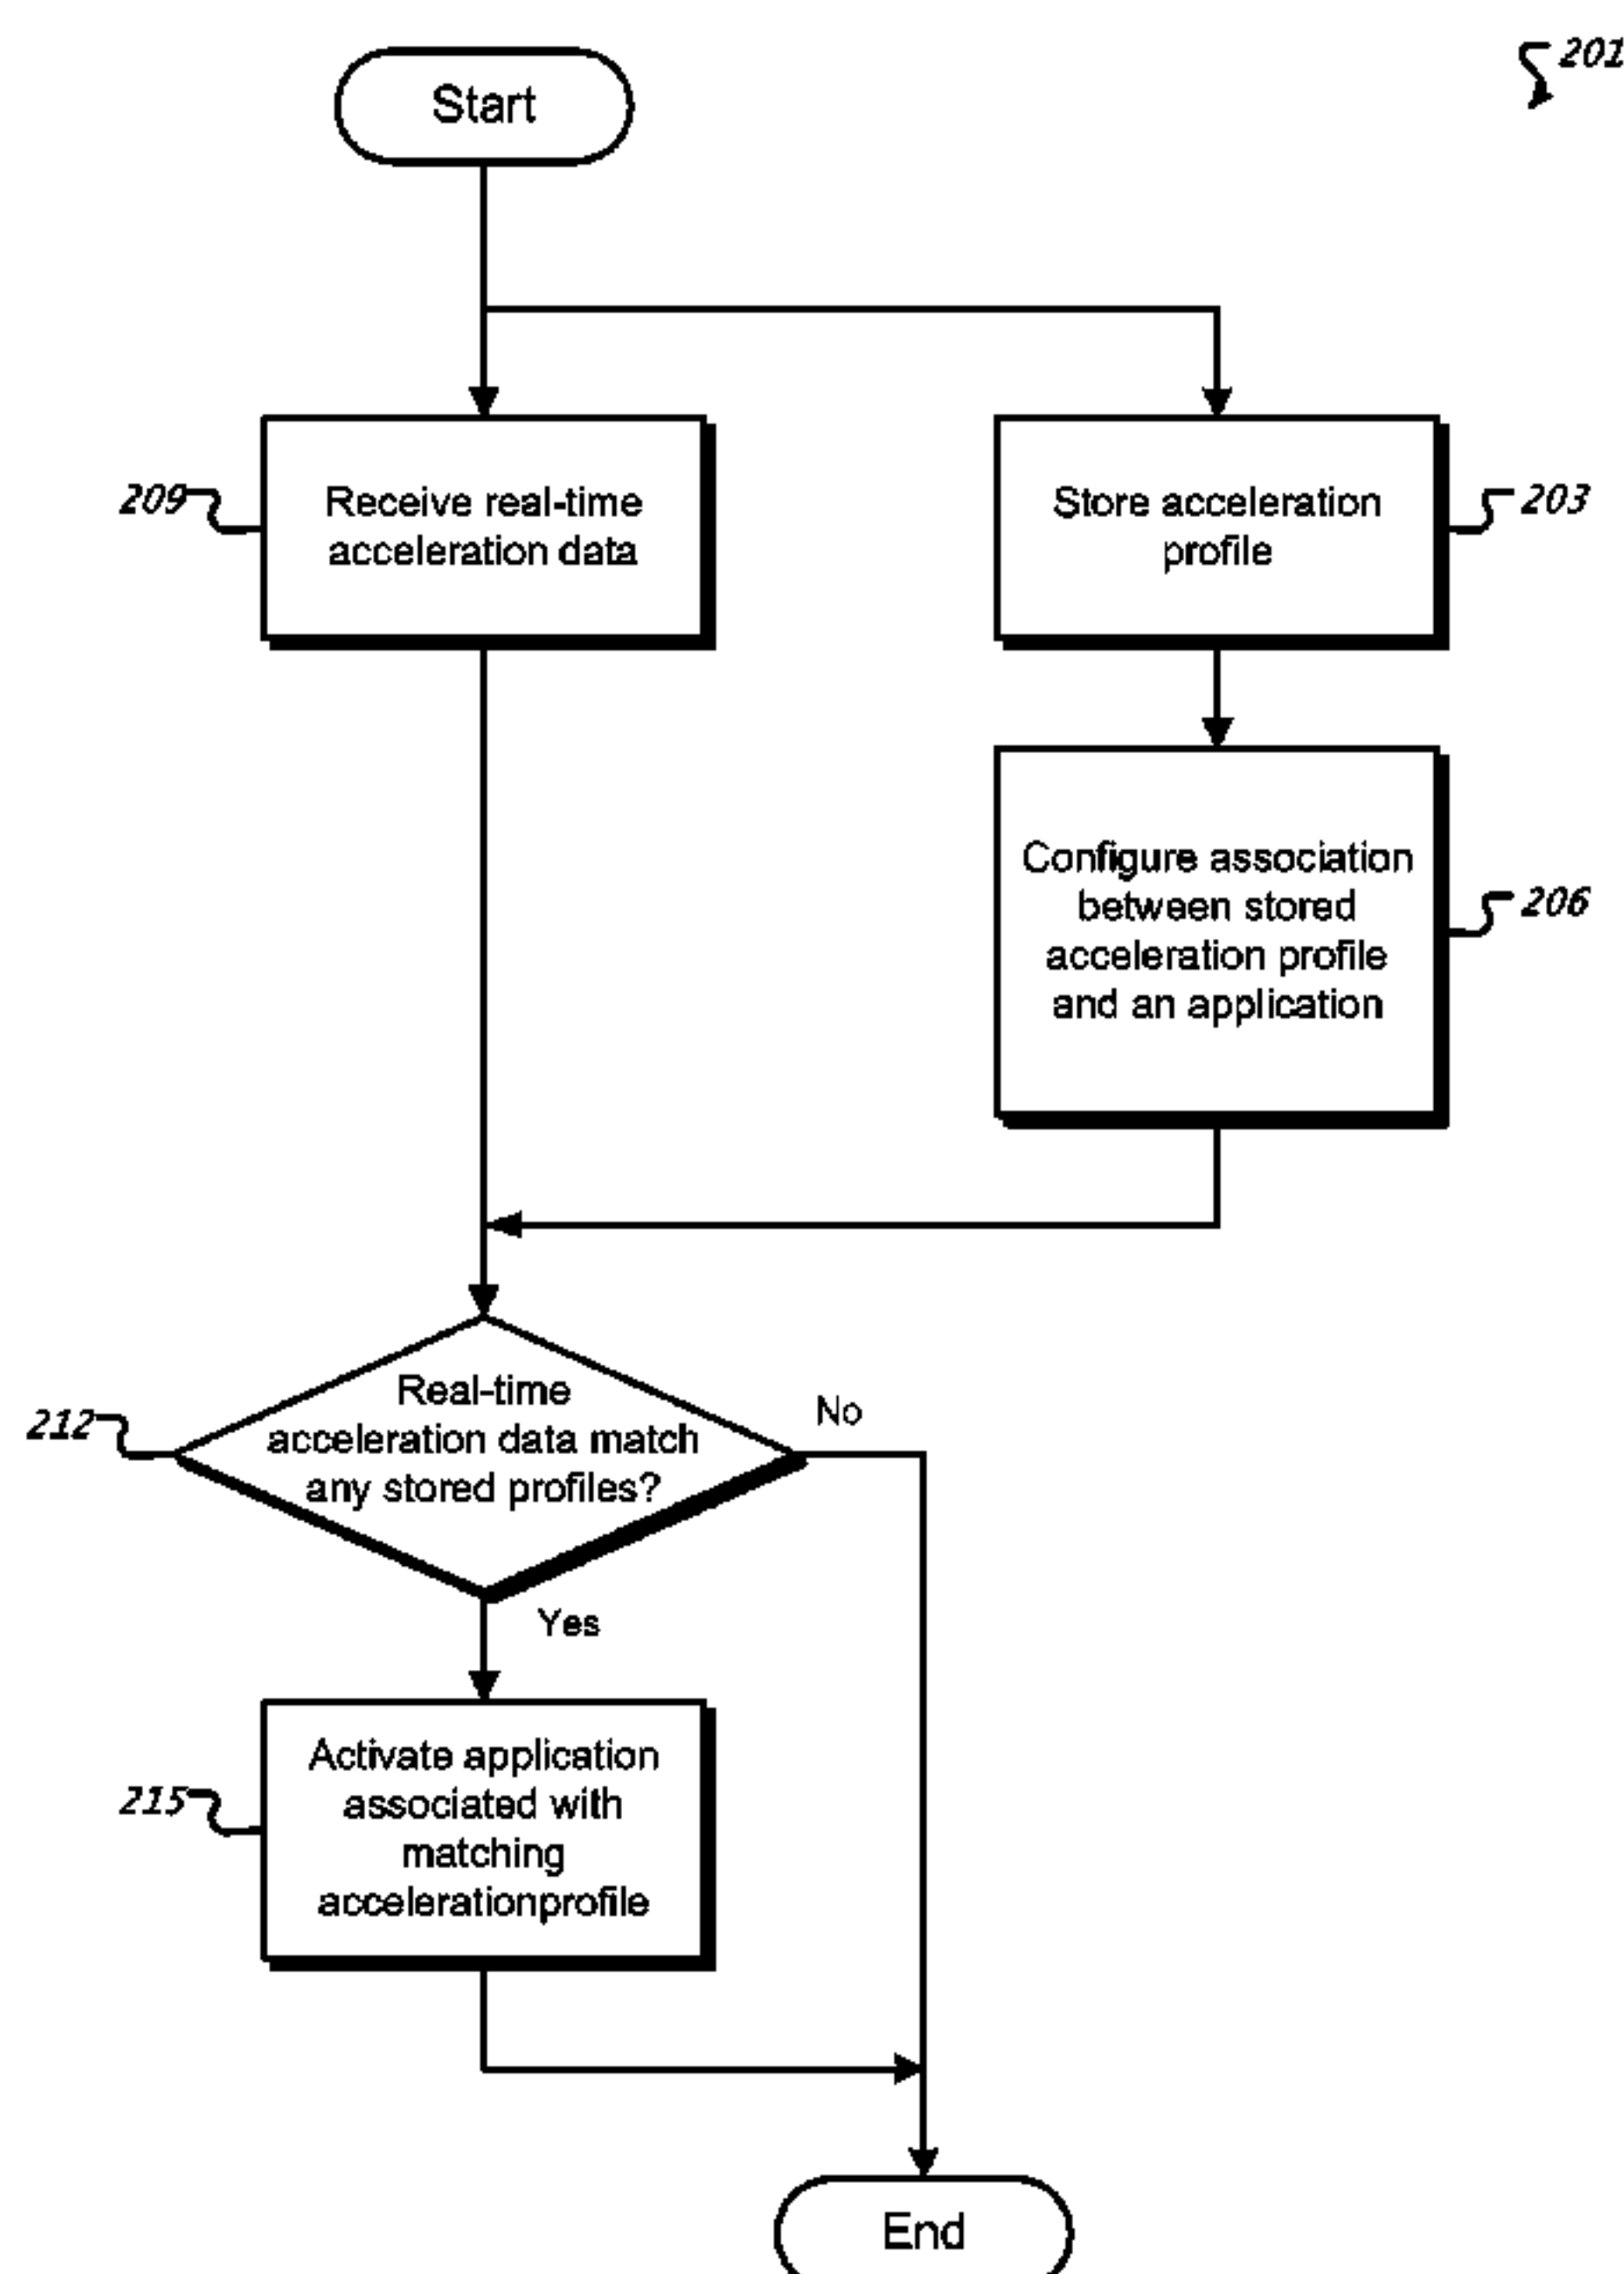 201
Start
209
Receive real-time
acceleration data
Store acceleration
profile
203
Configure association
between stored
acceleration profile
and an application
206
212
Real-time
acceleration data match
any stored profiles?
No
Yes
215
Activate application
associated with
matching
accelerationprofile
End